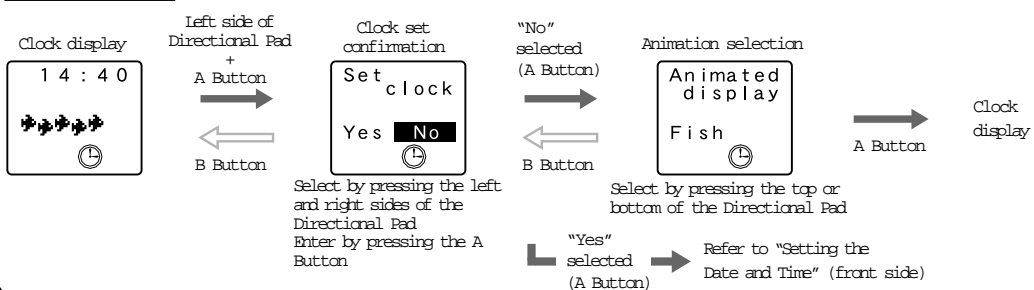 Clock display
14:40
Left side of
Directional Pad
+
A Button
B Button
Clock set
confirmation
Set
clock
Yes No
Select by pressing the left
and right sides of the
Directional Pad
Enter by pressing the A
Button
“No”
selected
(A Button)
B Button
Animation selection
Animated
display
Fish
Select by pressing the top or
bottom of the Directional Pad
A Button
Clock
display
“Yes”
selected
(A Button)
Refer to “Setting the
Date and Time” (front side)